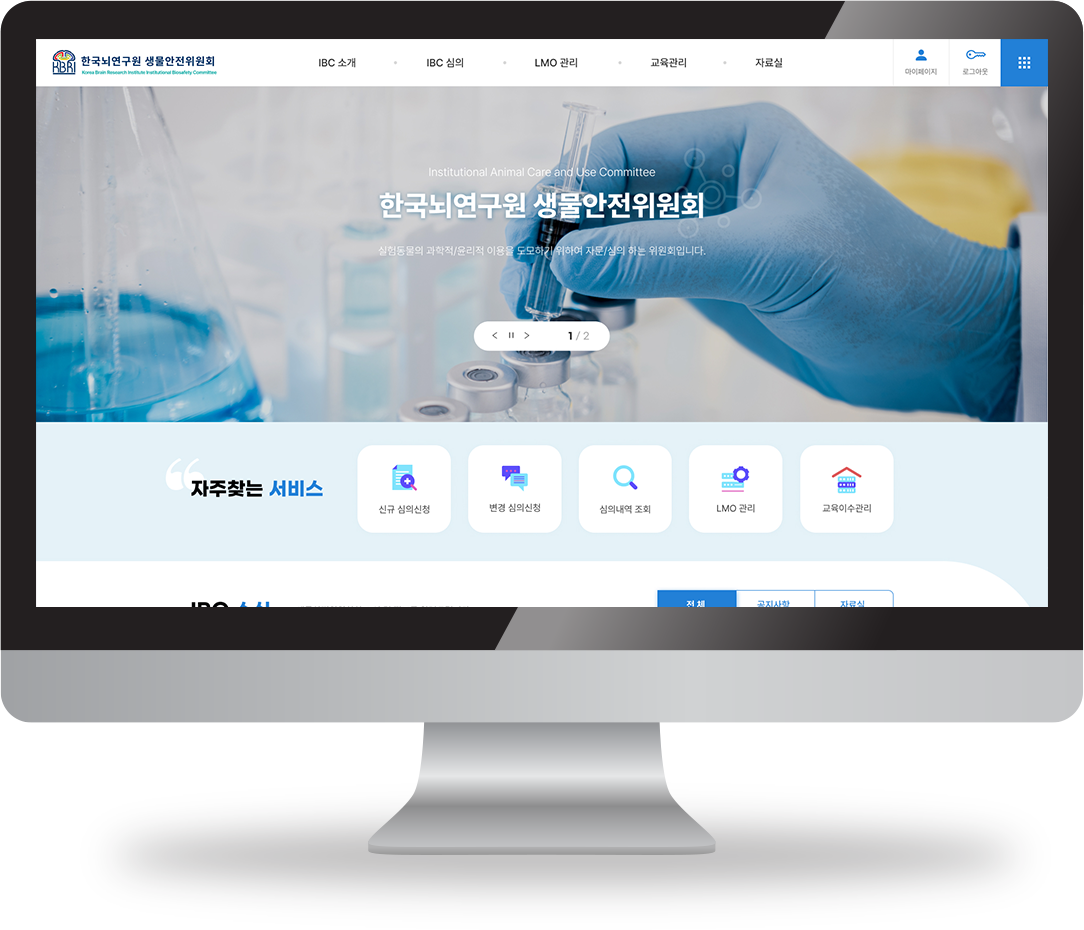 KBRI
한국뇌연구원 생물안전위원회
Korea Brain Research Institute Institutional Biosafety Committee
IBC 소개
IBC 심의
LMO 관리
교육관리
자료실
마이페이지
로그아웃
Institutional Animal Care and Use Committee
한국뇌연구원 생물안전위원회
실험동물의 과학적/윤리적 이용을 도모하기 위하여 자문/심의 하는 위원회입니다.
1 / 2
자주찾는 서비스
신규 심의신청
변경 심의신청
심의내역 조회
LMO 관리
교육이수관리
전체
공지사항
자료실